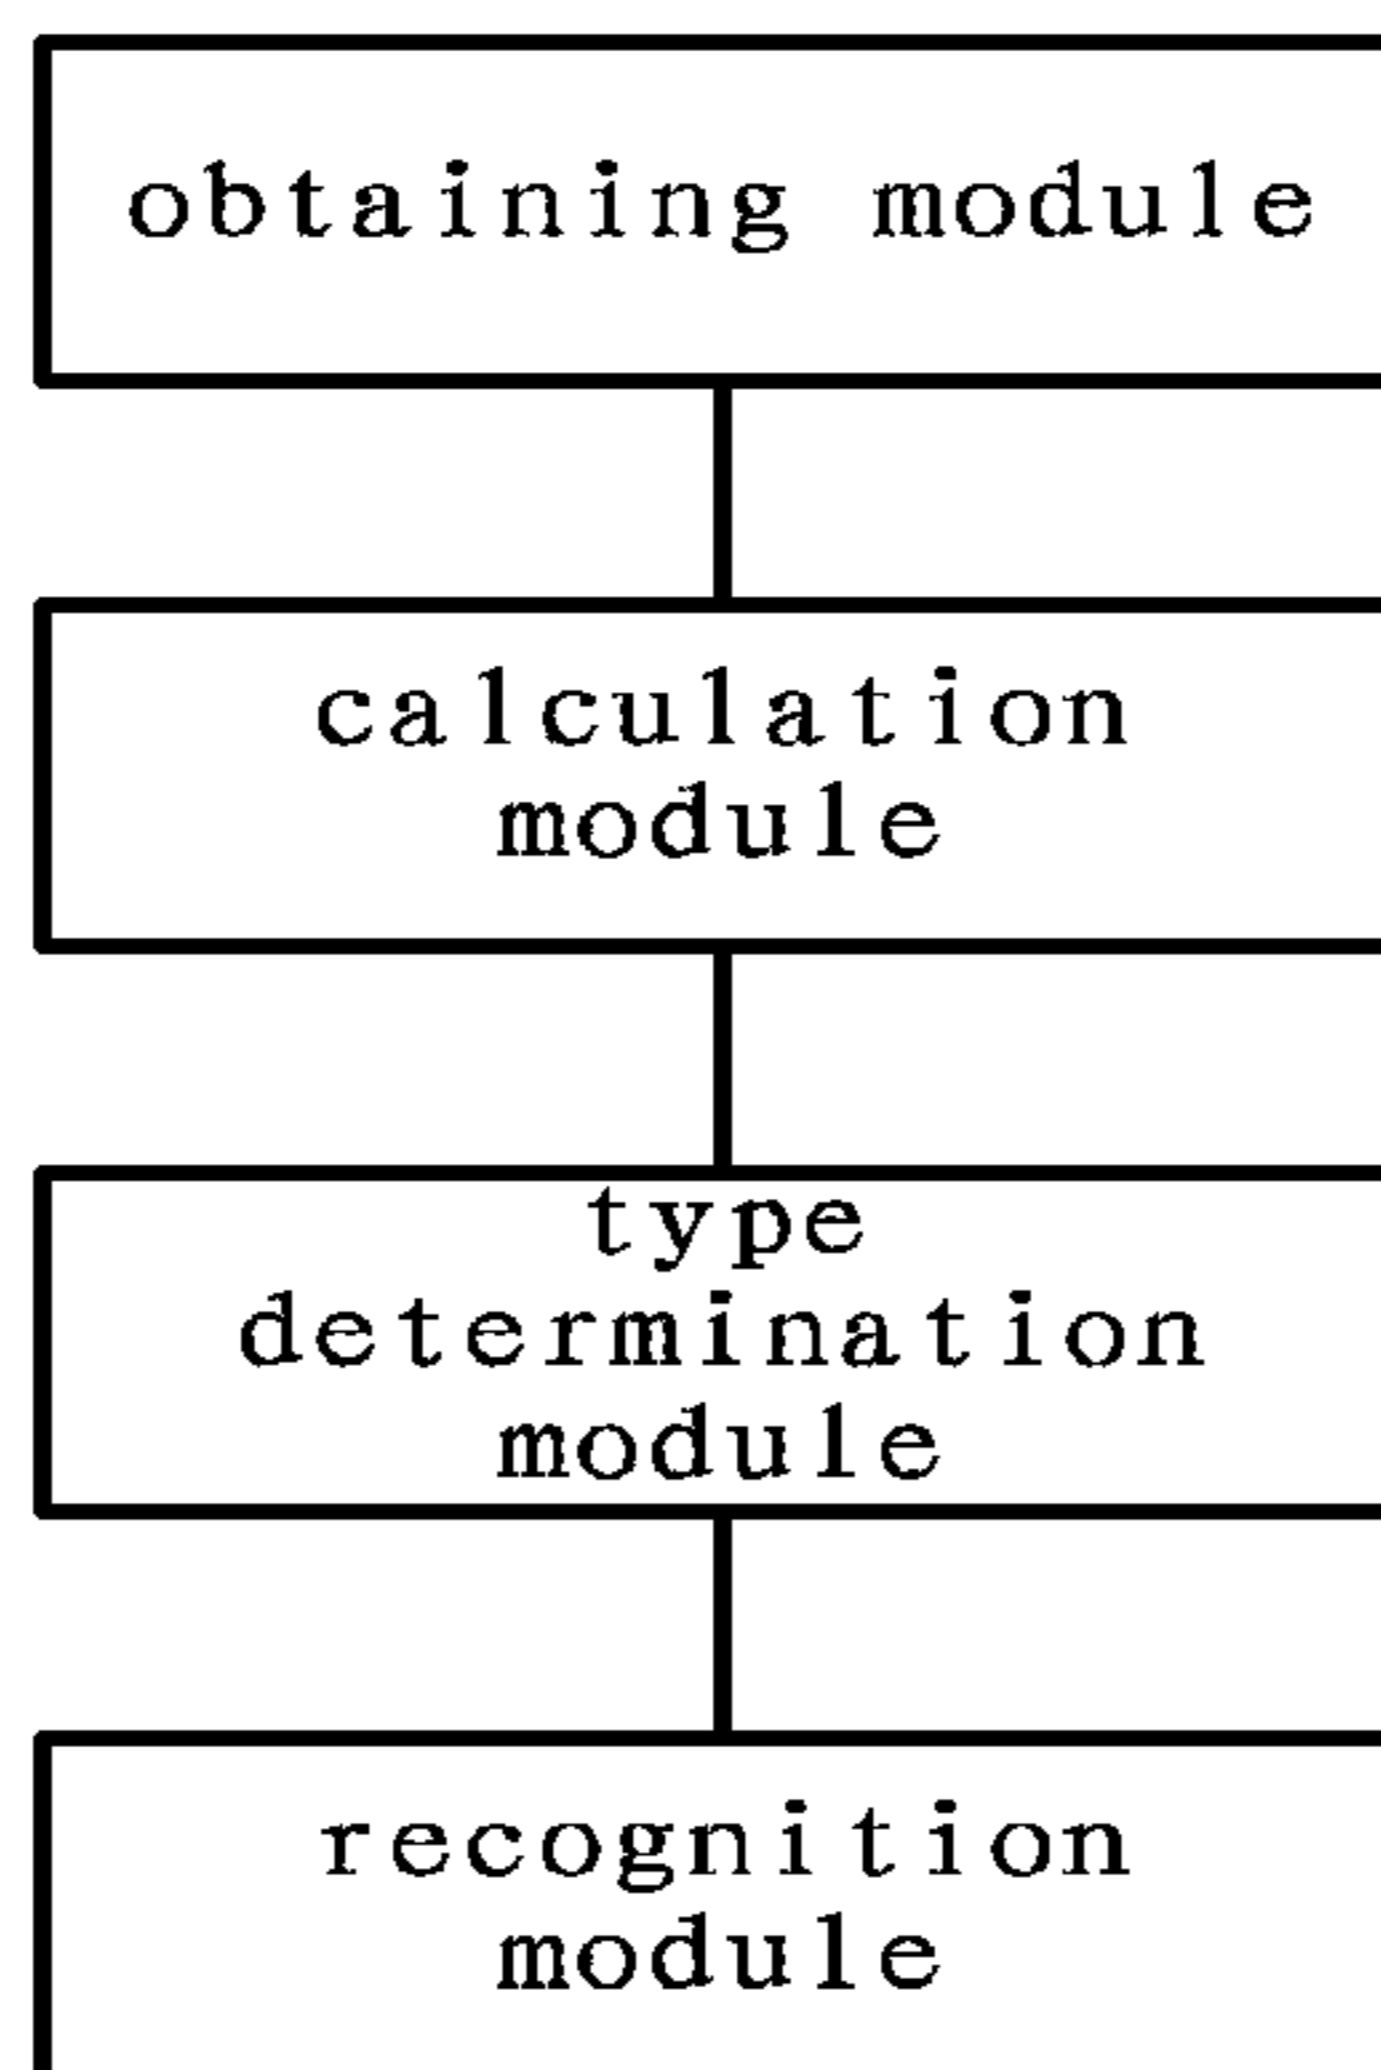 obtaining module
calculation
module
type
determination
module
recognition
module